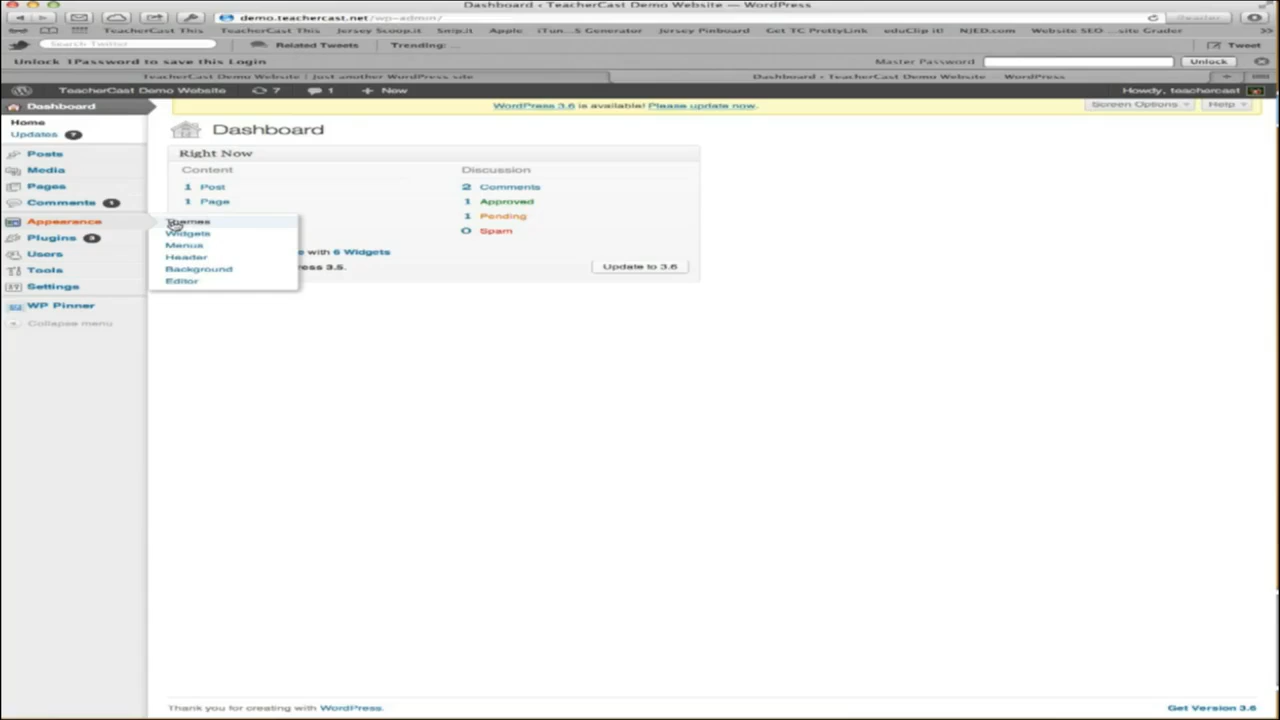 Dashboard ‹ TeacherCast Demo Website — WordPress
demo.teachercast.net/wp-admin/
Reader
TeacherCast This TeacherCast This Jersey Scoop.it Snip.it Apple iTun...S Generator Jersey Pinboard Get TC PrettyLink eduClip it! NJED.com Website SEO ...site Grader
Search Twitter Related Tweets Trending: ... Tweet
Unlock 1Password to save this Login Master Password Unlock
TeacherCast Demo Website | Just another WordPress site Dashboard ‹ TeacherCast Demo Website — WordPress
TeacherCast Demo Website 7 1 + New Howdy, teachercast
Dashboard
WordPress 3.6 is available! Please update now.
Screen Options Help
Home
Updates 7
Dashboard
Posts
Media
Pages
Comments 1
Appearance
Plugins 3
Users
Tools
Settings
WP Pinner
Collapse menu
Themes
Widgets
Menus
Header
Background
Editor
Right Now
Content Discussion
1 Post 2 Comments
1 Page 1 Approved
1 Pending
0 Spam
with 6 Widgets
3.5. Update to 3.6
Thank you for creating with WordPress. Get Version 3.6